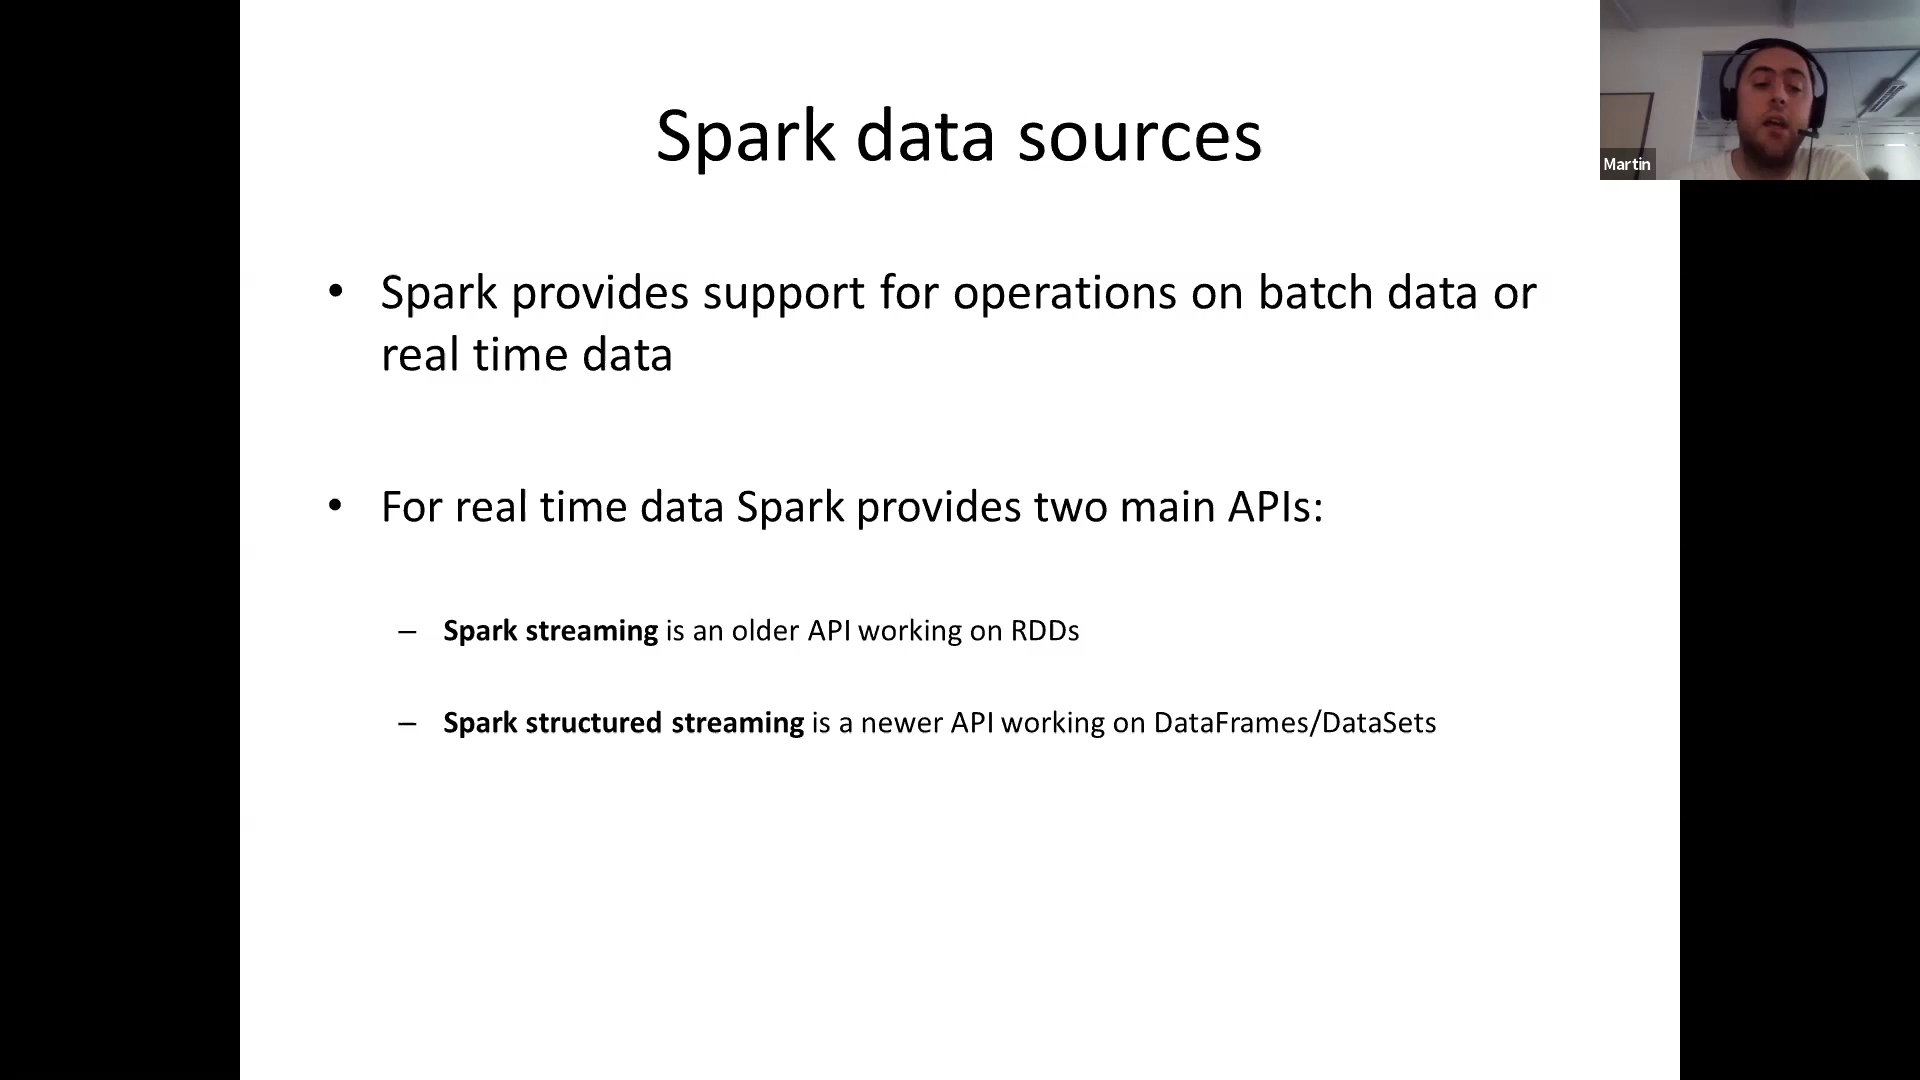 Spark data sources
Martin
• Spark provides support for operations on batch data or
real time data
• For real time data Spark provides two main APIs:
– Spark streaming is an older API working on RDDs
– Spark structured streaming is a newer API working on DataFrames/DataSets